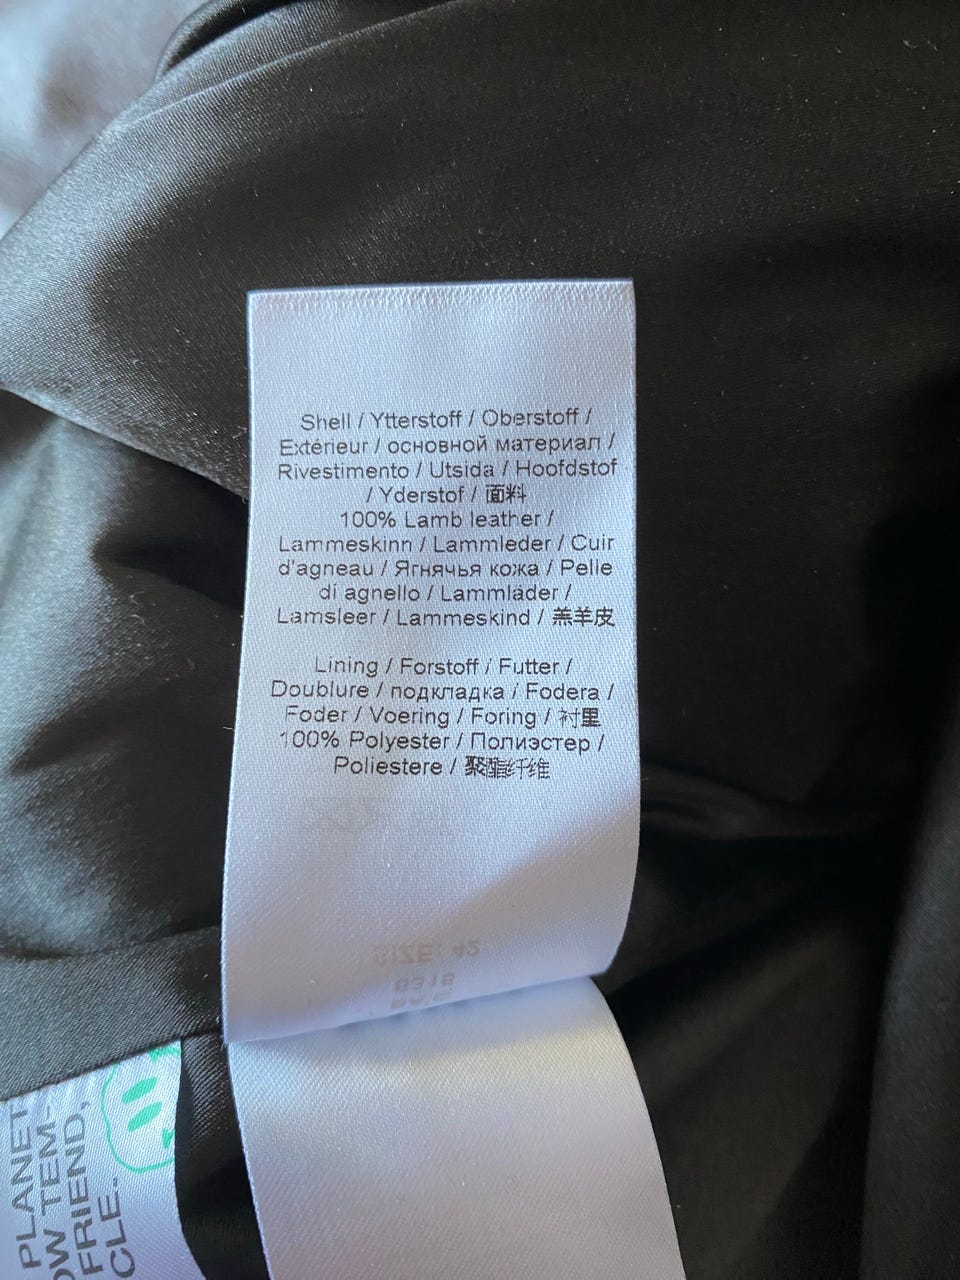 Shell / Ytterstoff / Oberstoff /
Extérieur / основной материал /
Rivestimento / Utsida / Hoofdstof
/ Yderstof / 面料
100% Lamb leather /
Lammeskinn / Lammleder / Cuir
d'agneau / Ягнячья кожа / Pelle
di agnello / Lammläder /
Lamsleer / Lammeskind / 羔羊皮
Lining / Forstoff / Futter /
Doublure / подкладка / Fodera /
Foder / Voering / Foring / 衬里
100% Polyester / Полиэстер /
Poliestere / 聚酯纤维
SIZE: 42
PLANET
OW TEM-
FRIEND,
CLE.